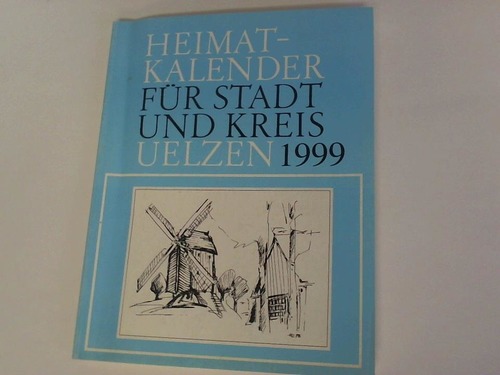 HEIMAT-
KALENDER
FÜR STADT
UND KREIS
UELZEN 1999